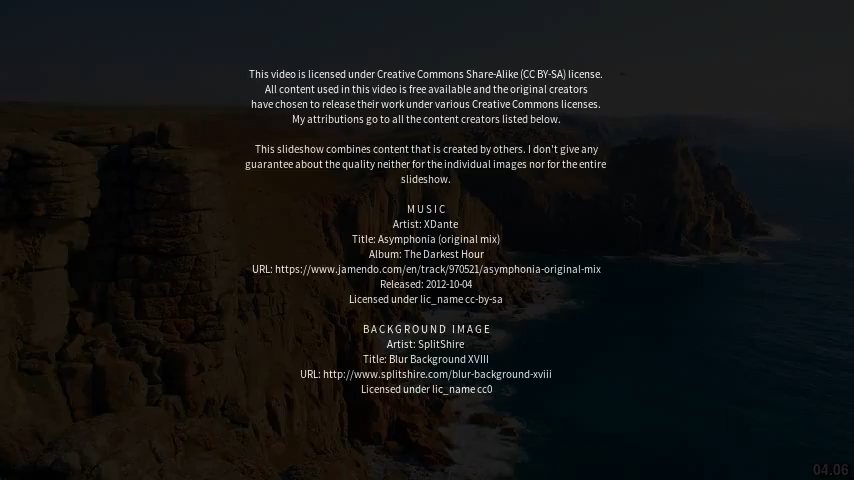 This video is licensed under Creative Commons Share-Alike (CC BY-SA) license.
All content used in this video is free available and the original creators
have chosen to release their work under various Creative Commons licenses.
My attributions go to all the content creators listed below.
This slideshow combines content that is created by others. I don't give any
guarantee about the quality neither for the individual images nor for the entire
slideshow.
MUSIC
Artist: XDante
Title: Asymphonia (original mix)
Album: The Darkest Hour
URL: https://www.jamendo.com/en/track/970521/asymphonia-original-mix
Released: 2012-10-04
Licensed under lic_name cc-by-sa
BACKGROUND IMAGE
Artist: SplitShire
Title: Blur Background XVIII
URL: http://www.splitshire.com/blur-background-xviii
Licensed under lic_name cc0
04.06